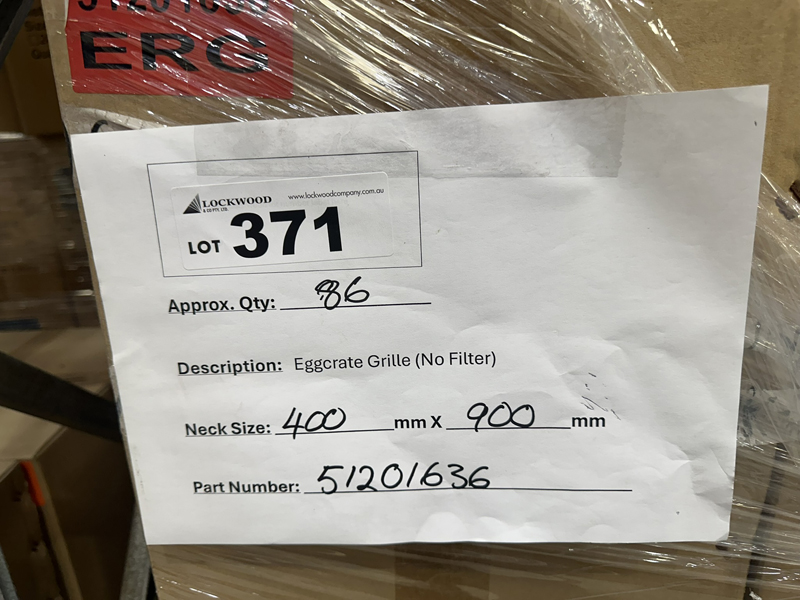 ERG
LOCKWOOD
& CO PTY. LTD.
www.lockwoodcompany.com.au
LOT 371
Approx. Qty: 86
Description: Eggcrate Grille (No Filter)
Neck Size: 400 mm X 900 mm
Part Number: 51201636